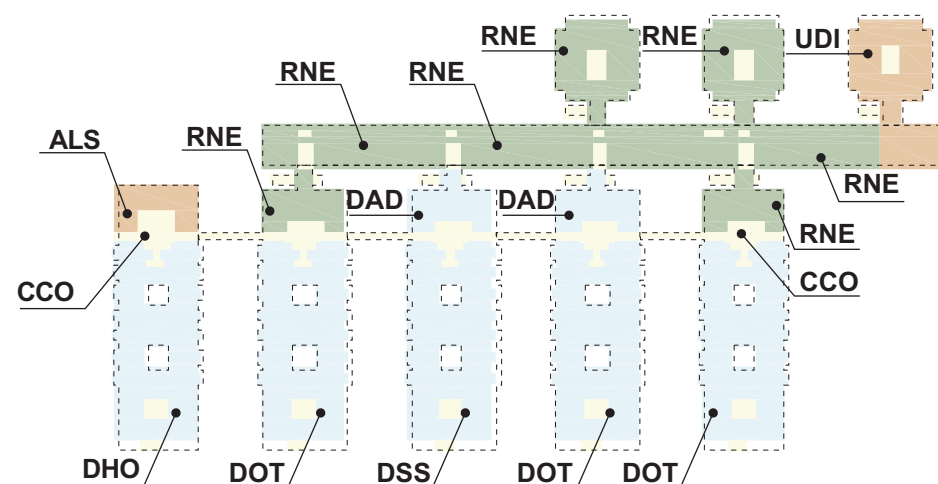 RNE RNE UDI
RNE RNE
ALS RNE
RNE
DAD DAD
RNE
CCO CCO
DHO DOT DSS DOT DOT